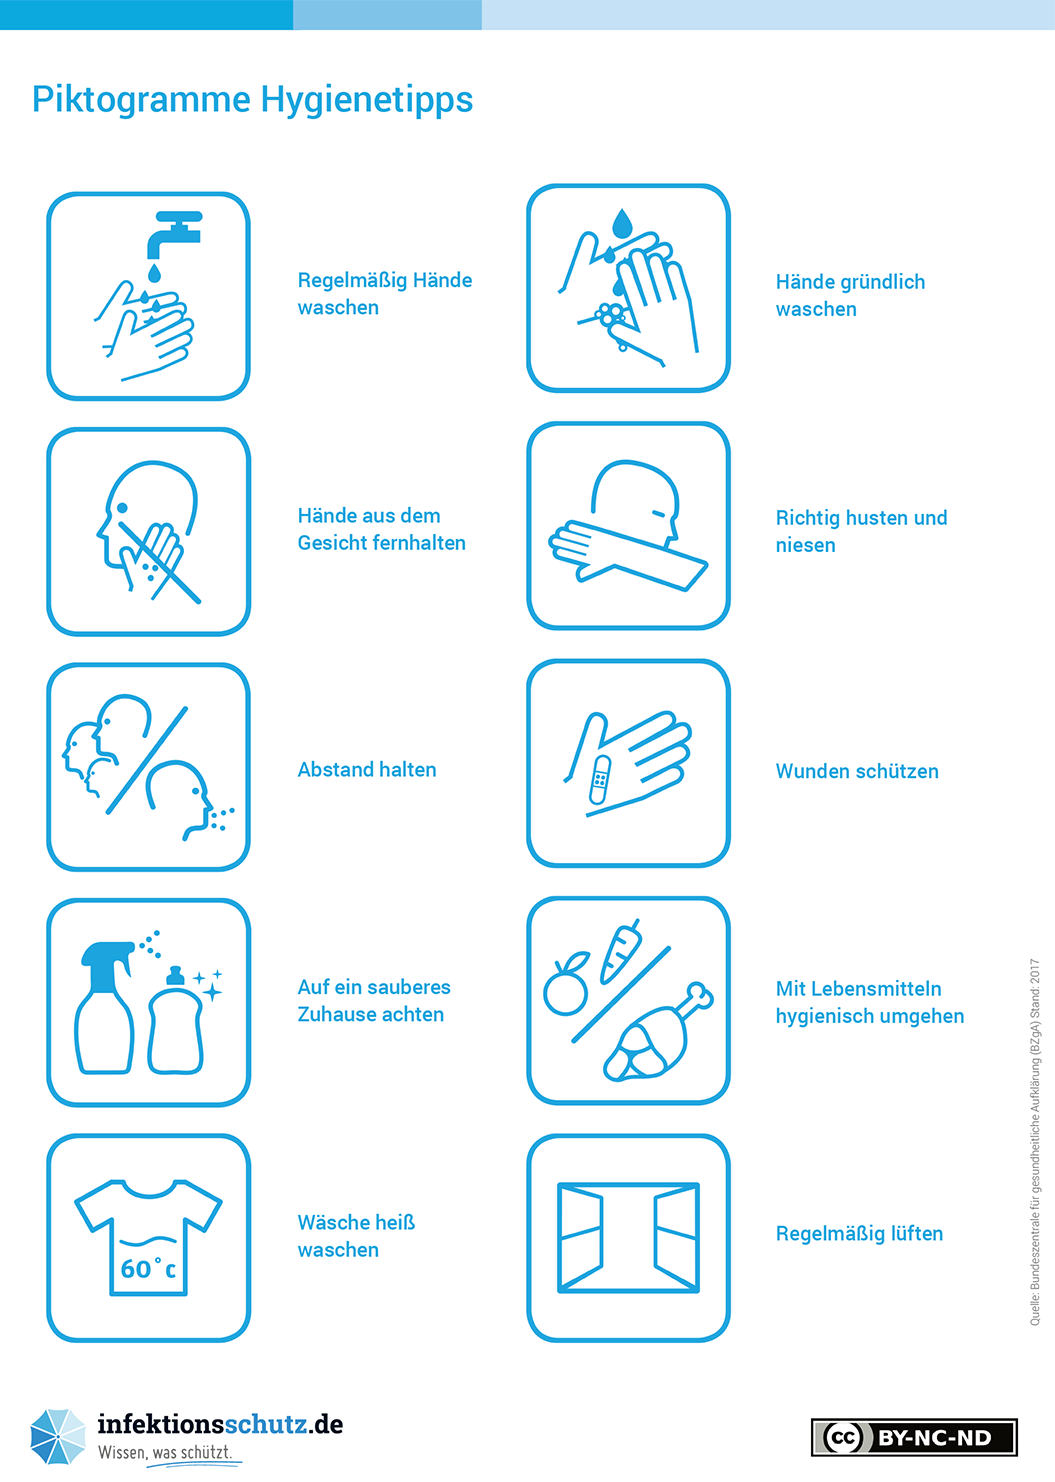 Piktogramme Hygienetipps
Regelmäßig Hände
waschen
Hände gründlich
waschen
Hände aus dem
Gesicht fernhalten
Richtig husten und
niesen
Abstand halten
Wunden schützen
Auf ein sauberes
Zuhause achten
Mit Lebensmitteln
hygienisch umgehen
Wäsche heiß
waschen
60°c
Regelmäßig lüften
Quelle: Bundeszentrale für gesundheitliche Aufklärung (BZgA) Stand: 2017
infektionsschutz.de
Wissen, was schützt.
cc BY-NC-ND